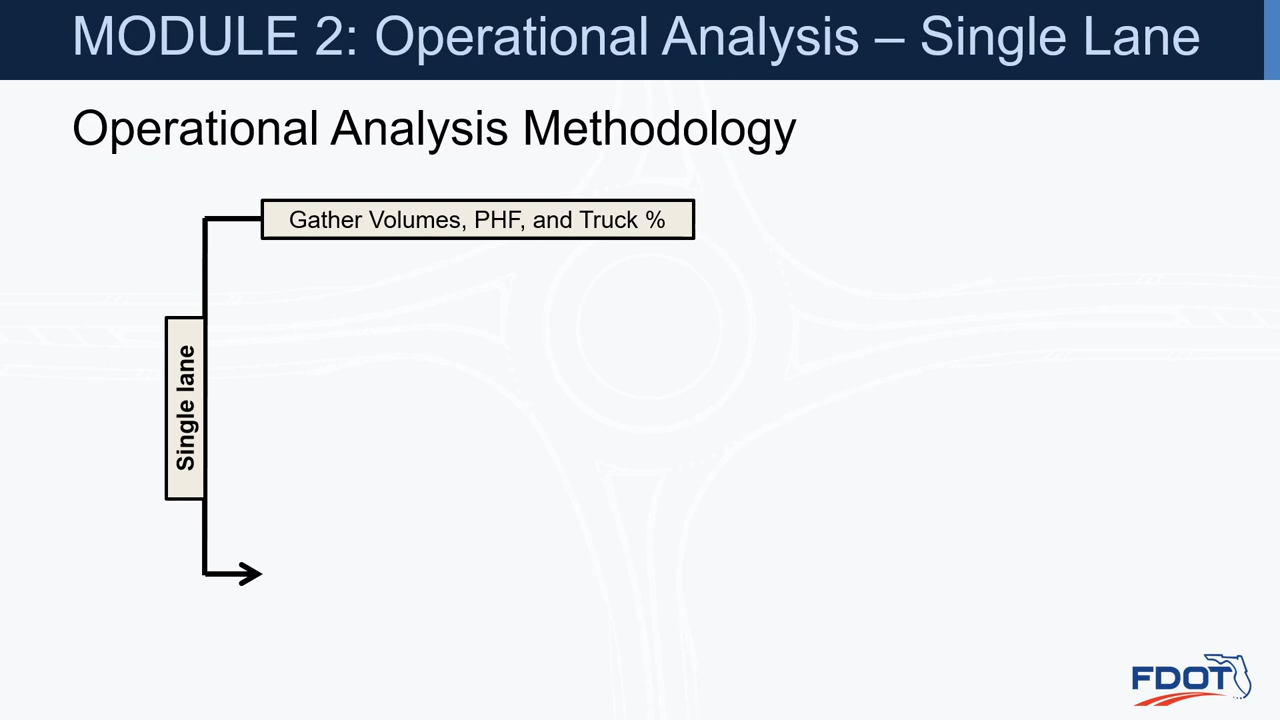 MODULE 2: Operational Analysis – Single Lane
Operational Analysis Methodology
Gather Volumes, PHF, and Truck %
Single lane
FDOT